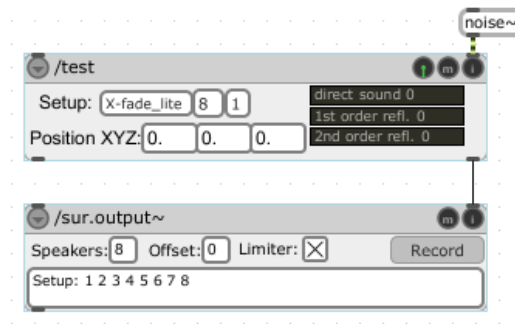 noise~
/test
m i
Setup: X-fade_lite 8 1
direct sound 0
1st order refl. 0
Position XYZ: 0. 0. 0.
2nd order refl. 0
/sur.output~
m i
Speakers: 8 Offset: 0 Limiter: Record
Setup: 1 2 3 4 5 6 7 8